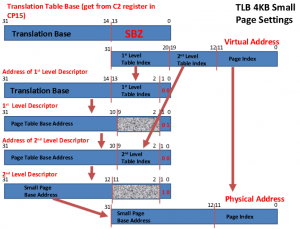 Translation Table Base (get from C2 register in
CP15)
TLB 4KB Small
Page Settings
31 14 13 0
Translation Base SBZ
31 20 19 12 11 0
Virtual Address
1st Level
Table Index
2nd Level
Table Index
Page Index
Address of 1st Level Descriptor
31 14 13 2 1 0
Translation Base
1st Level
Table Index
0 0
1st Level Descriptor
31 10 9 2 1 0
Page Table Base Address
Address of 2nd Level Descriptor
31 10 9 2 1 0
Page Table Base Address
2nd Level
Table Index
0 0
2nd Level Descriptor
31 12 11 2 1 0
Small Page
Base Address
Physical Address
31 12 11 0
Small Page
Base Address
Page Index